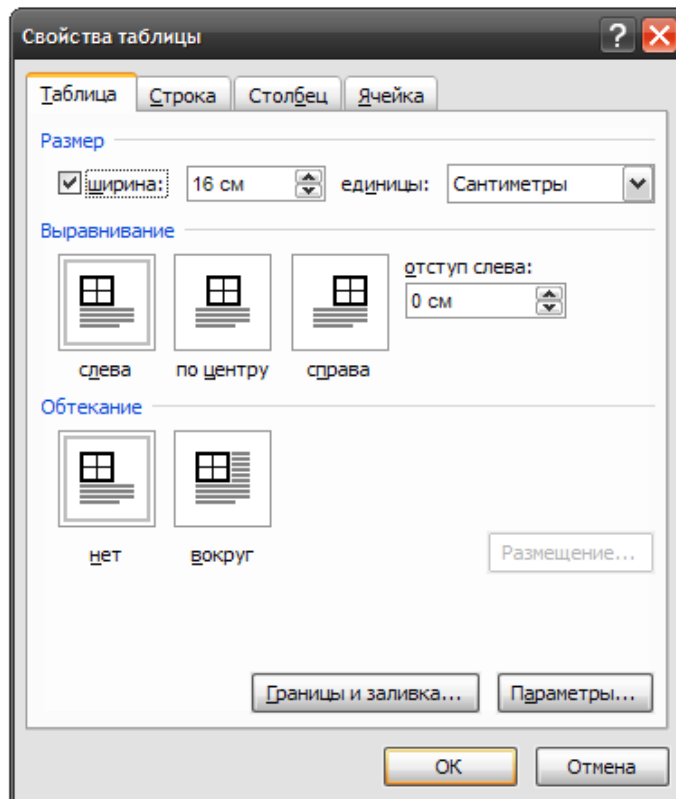 Свойства таблицы
Таблица Строка Столбец Ячейка
Размер
ширина: 16 см единицы: Сантиметры
Выравнивание
отступ слева:
0 см
слева по центру справа
Обтекание
нет вокруг
Размещение...
Границы и заливка... Параметры...
ОК Отмена